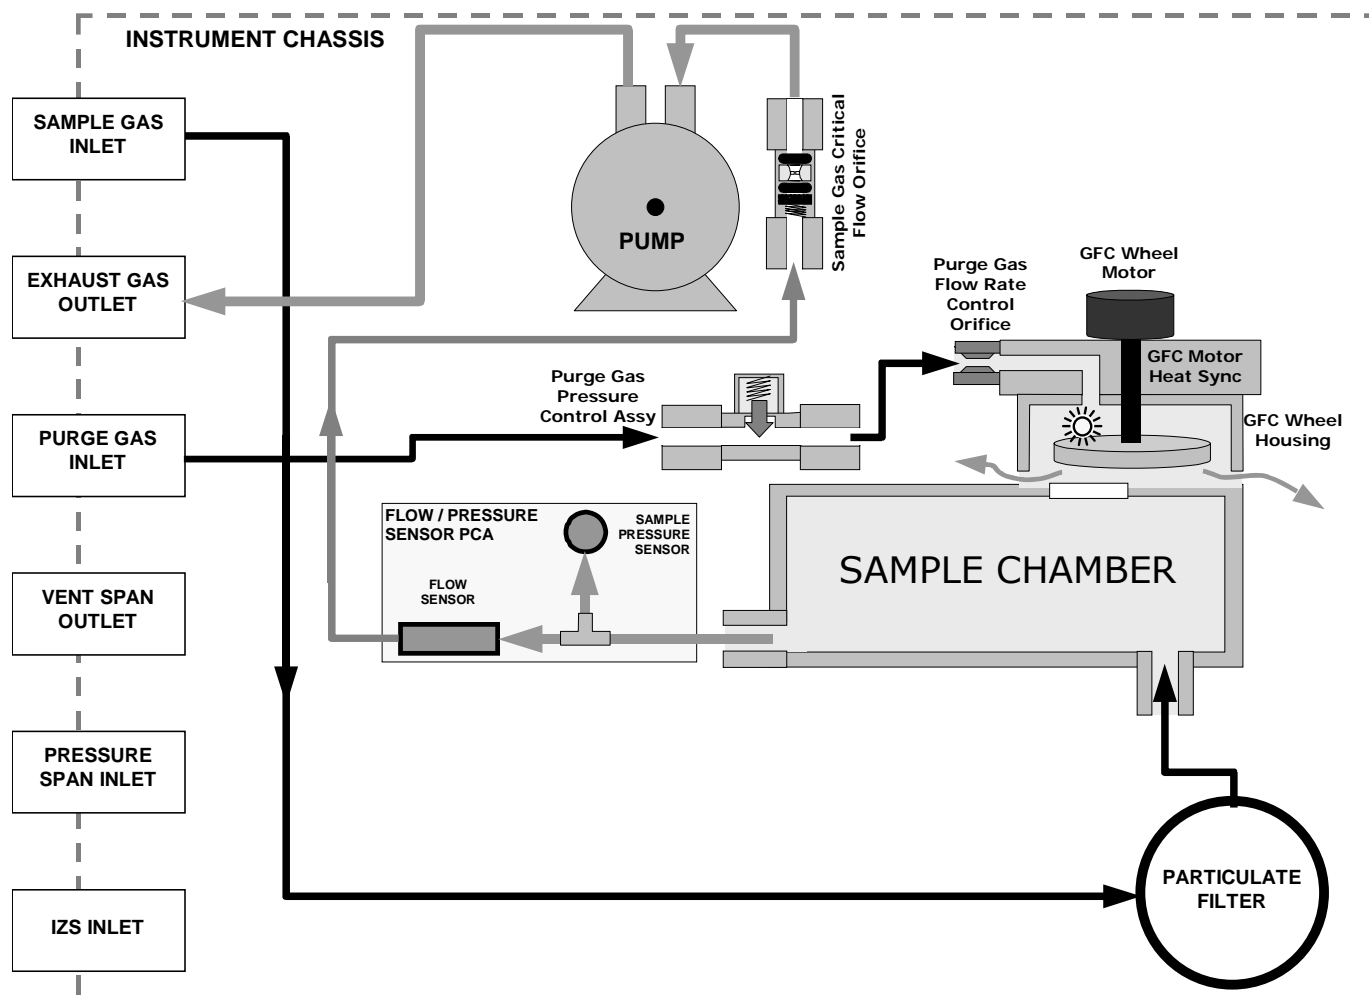 INSTRUMENT CHASSIS
SAMPLE GAS
INLET
EXHAUST GAS
OUTLET
PURGE GAS
INLET
VENT SPAN
OUTLET
PRESSURE
SPAN INLET
IZS INLET
PUMP
Sample Gas Critical
Flow Orifice
Purge Gas
Flow Rate
Control
Orifice
GFC Wheel
Motor
GFC Motor
Heat Sync
GFC Wheel
Housing
Purge Gas
Pressure
Control Assy
FLOW / PRESSURE
SENSOR PCA
SAMPLE
PRESSURE
SENSOR
FLOW
SENSOR
SAMPLE CHAMBER
PARTICULATE
FILTER